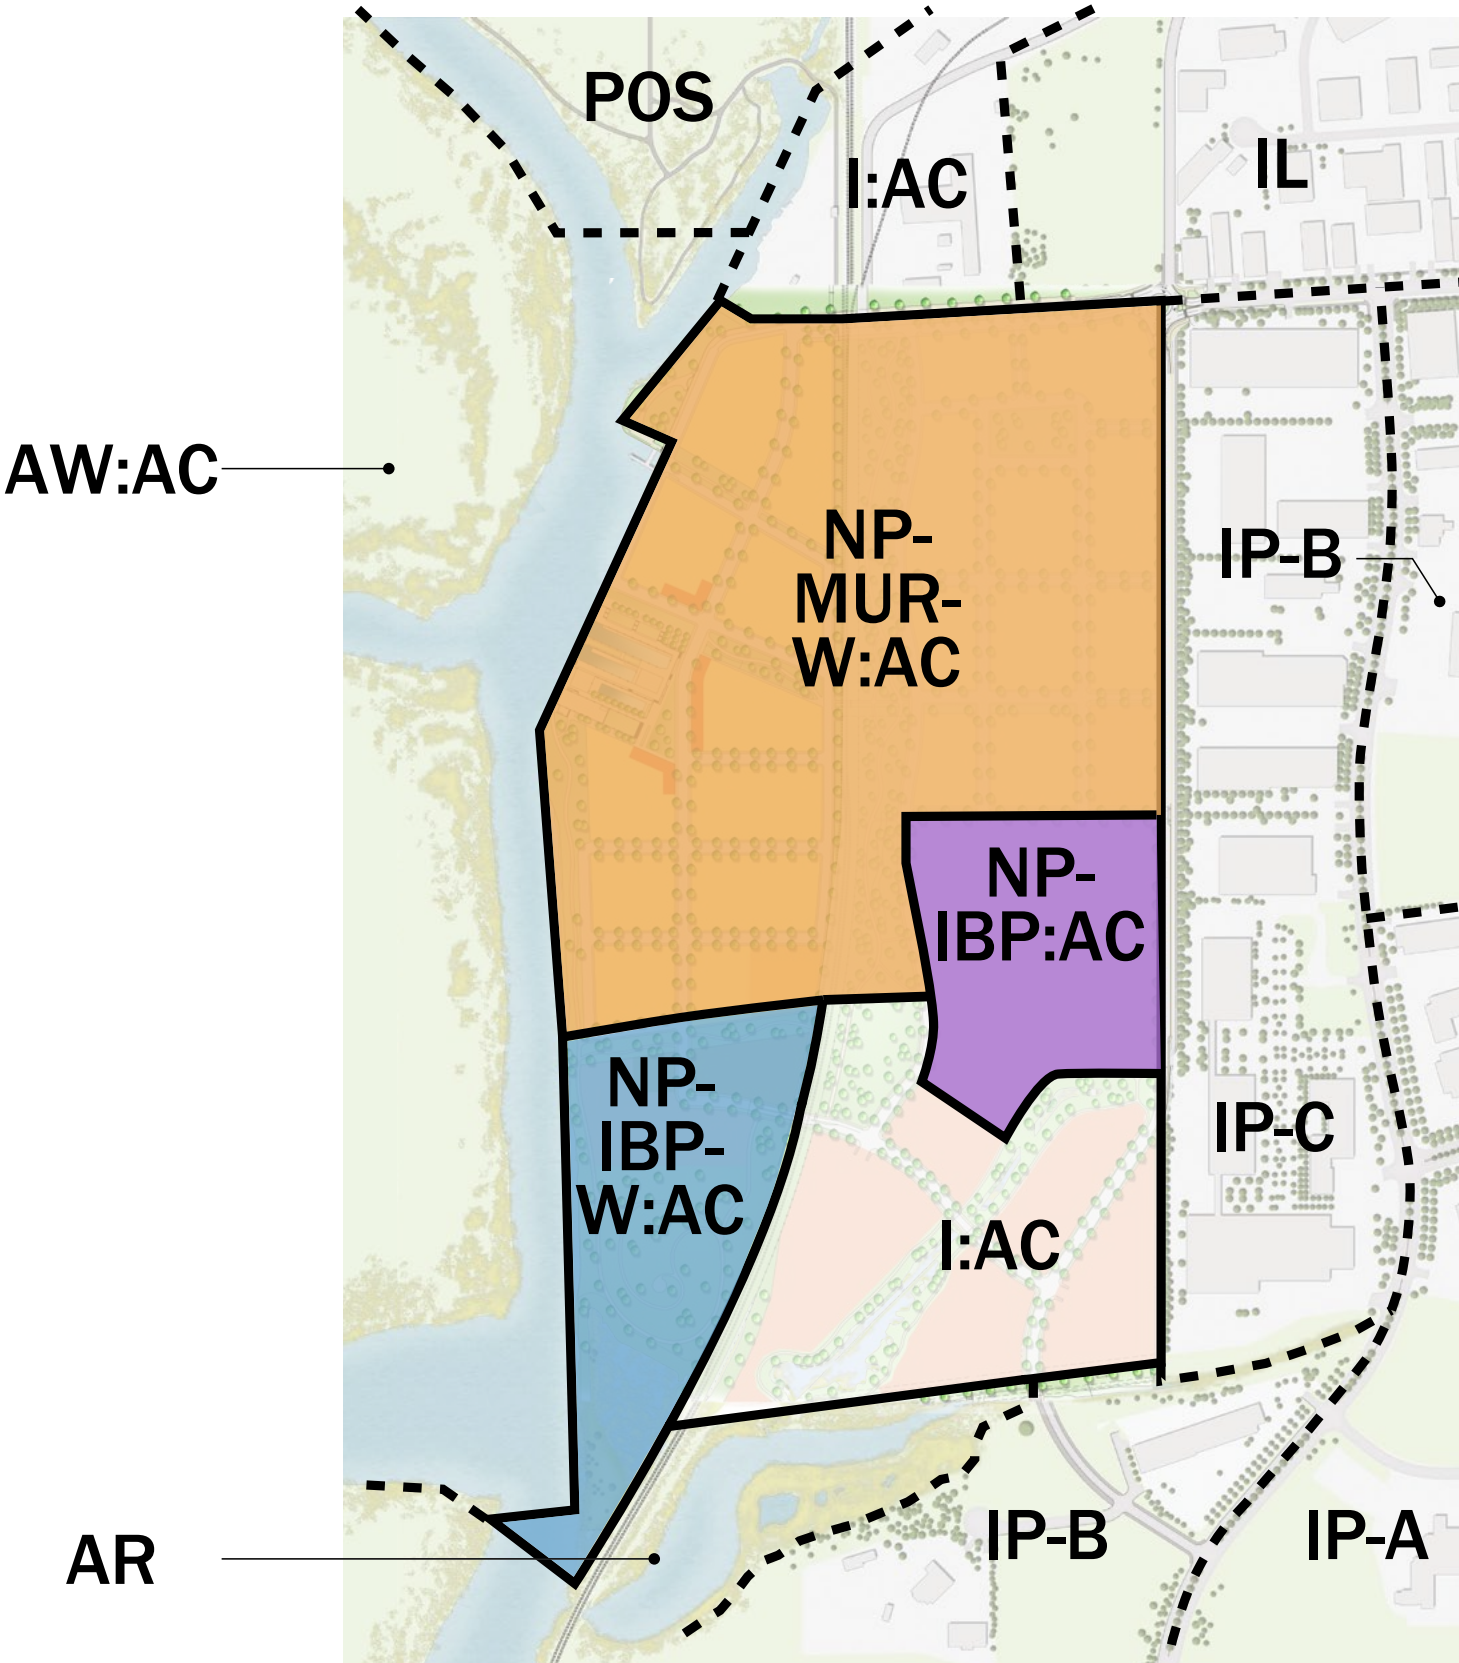 POS
I:AC
IL
AW:AC
NP-
MUR-
W:AC
IP-B
NP-
IBP:AC
NP-
IBP-
W:AC
IP-C
I:AC
AR
IP-B
IP-A